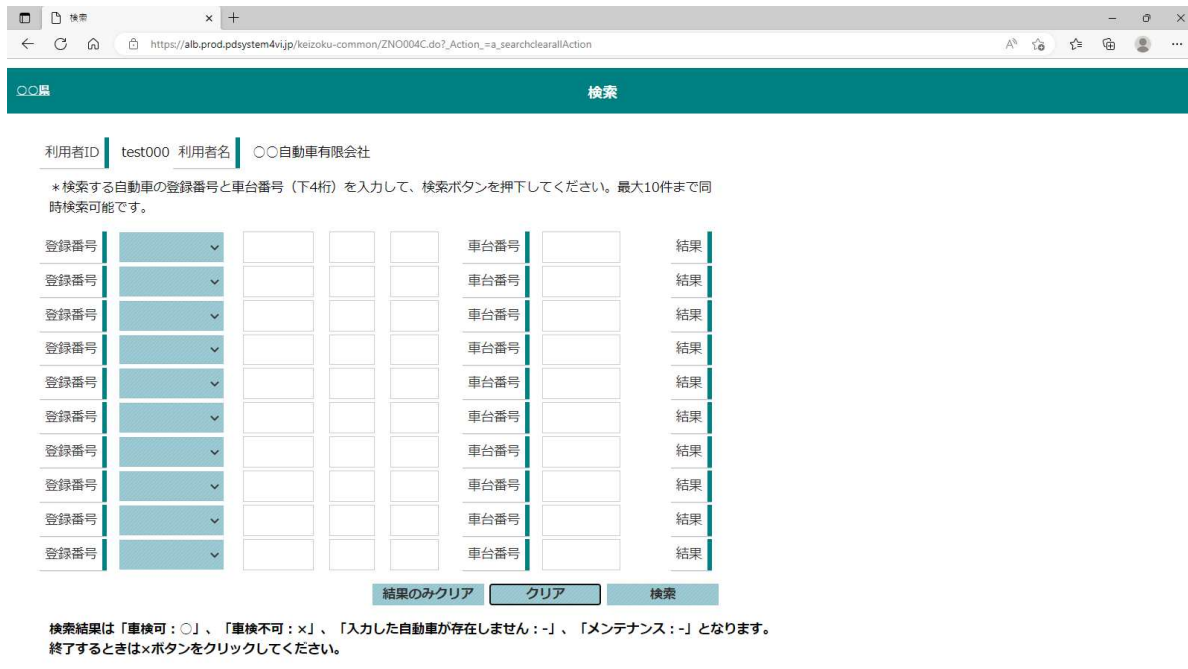 検索
https://alb.prod.pdsystem4vi.jp/keizoku-common/ZNO004C.do?_Action_=a_searchclearallAction
○○県 検索
利用者ID test000 利用者名 ○○自動車有限会社
*検索する自動車の登録番号と車台番号（下4桁）を入力して、検索ボタンを押下してください。最大10件まで同
時検索可能です。
登録番号 車台番号 結果
登録番号 車台番号 結果
登録番号 車台番号 結果
登録番号 車台番号 結果
登録番号 車台番号 結果
登録番号 車台番号 結果
登録番号 車台番号 結果
登録番号 車台番号 結果
登録番号 車台番号 結果
登録番号 車台番号 結果
結果のみクリア クリア 検索
検索結果は「車検可：○」、「車検不可：×」、「入力した自動車が存在しません：-」、「メンテナンス：-」となります。
終了するときは×ボタンをクリックしてください。